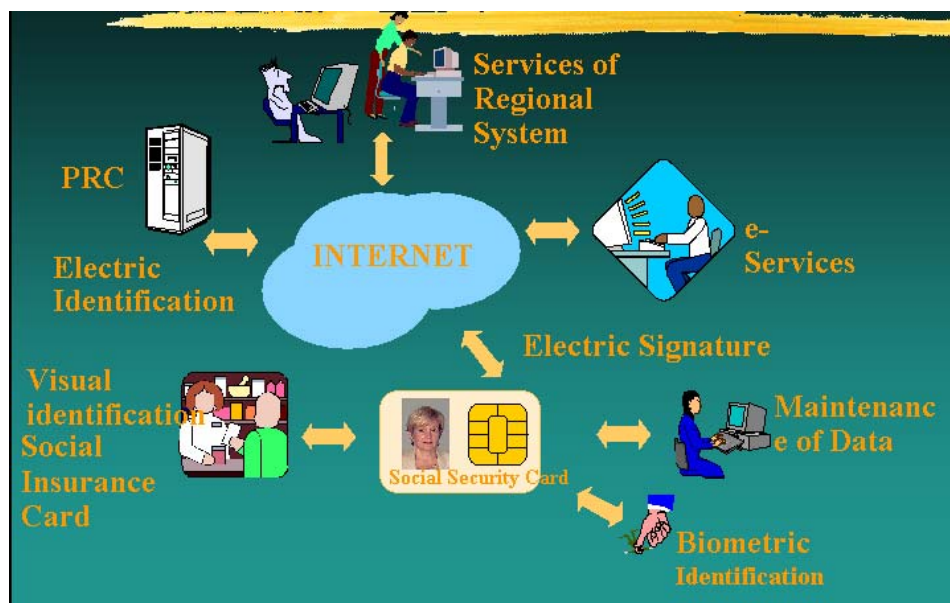 Services of
Regional
System
PRC
INTERNET
e-
Services
Electric
Identification
Electric Signature
Visual
identification
Social
Insurance
Card
Social Security Card
Maintenanc
e of Data
Biometric
Identification